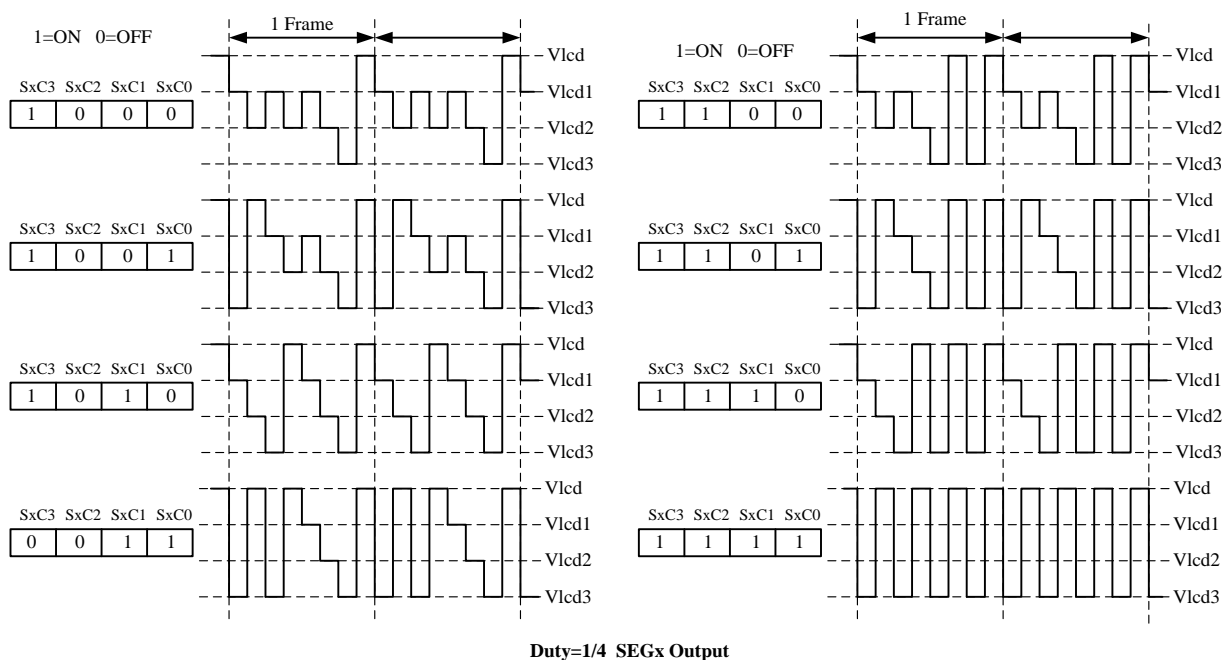 1=ON 0=OFF
1 Frame
SxC3 SxC2 SxC1 SxC0
1 0 0 0
Vlcd
Vlcd1
Vlcd2
Vlcd3
SxC3 SxC2 SxC1 SxC0
1 0 0 1
Vlcd
Vlcd1
Vlcd2
Vlcd3
SxC3 SxC2 SxC1 SxC0
1 0 1 0
Vlcd
Vlcd1
Vlcd2
Vlcd3
SxC3 SxC2 SxC1 SxC0
0 0 1 1
Vlcd
Vlcd1
Vlcd2
Vlcd3
1=ON 0=OFF
1 Frame
SxC3 SxC2 SxC1 SxC0
1 1 0 0
Vlcd
Vlcd1
Vlcd2
Vlcd3
SxC3 SxC2 SxC1 SxC0
1 1 0 1
Vlcd
Vlcd1
Vlcd2
Vlcd3
SxC3 SxC2 SxC1 SxC0
1 1 1 0
Vlcd
Vlcd1
Vlcd2
Vlcd3
SxC3 SxC2 SxC1 SxC0
1 1 1 1
Vlcd
Vlcd1
Vlcd2
Vlcd3
Duty=1/4 SEGx Output